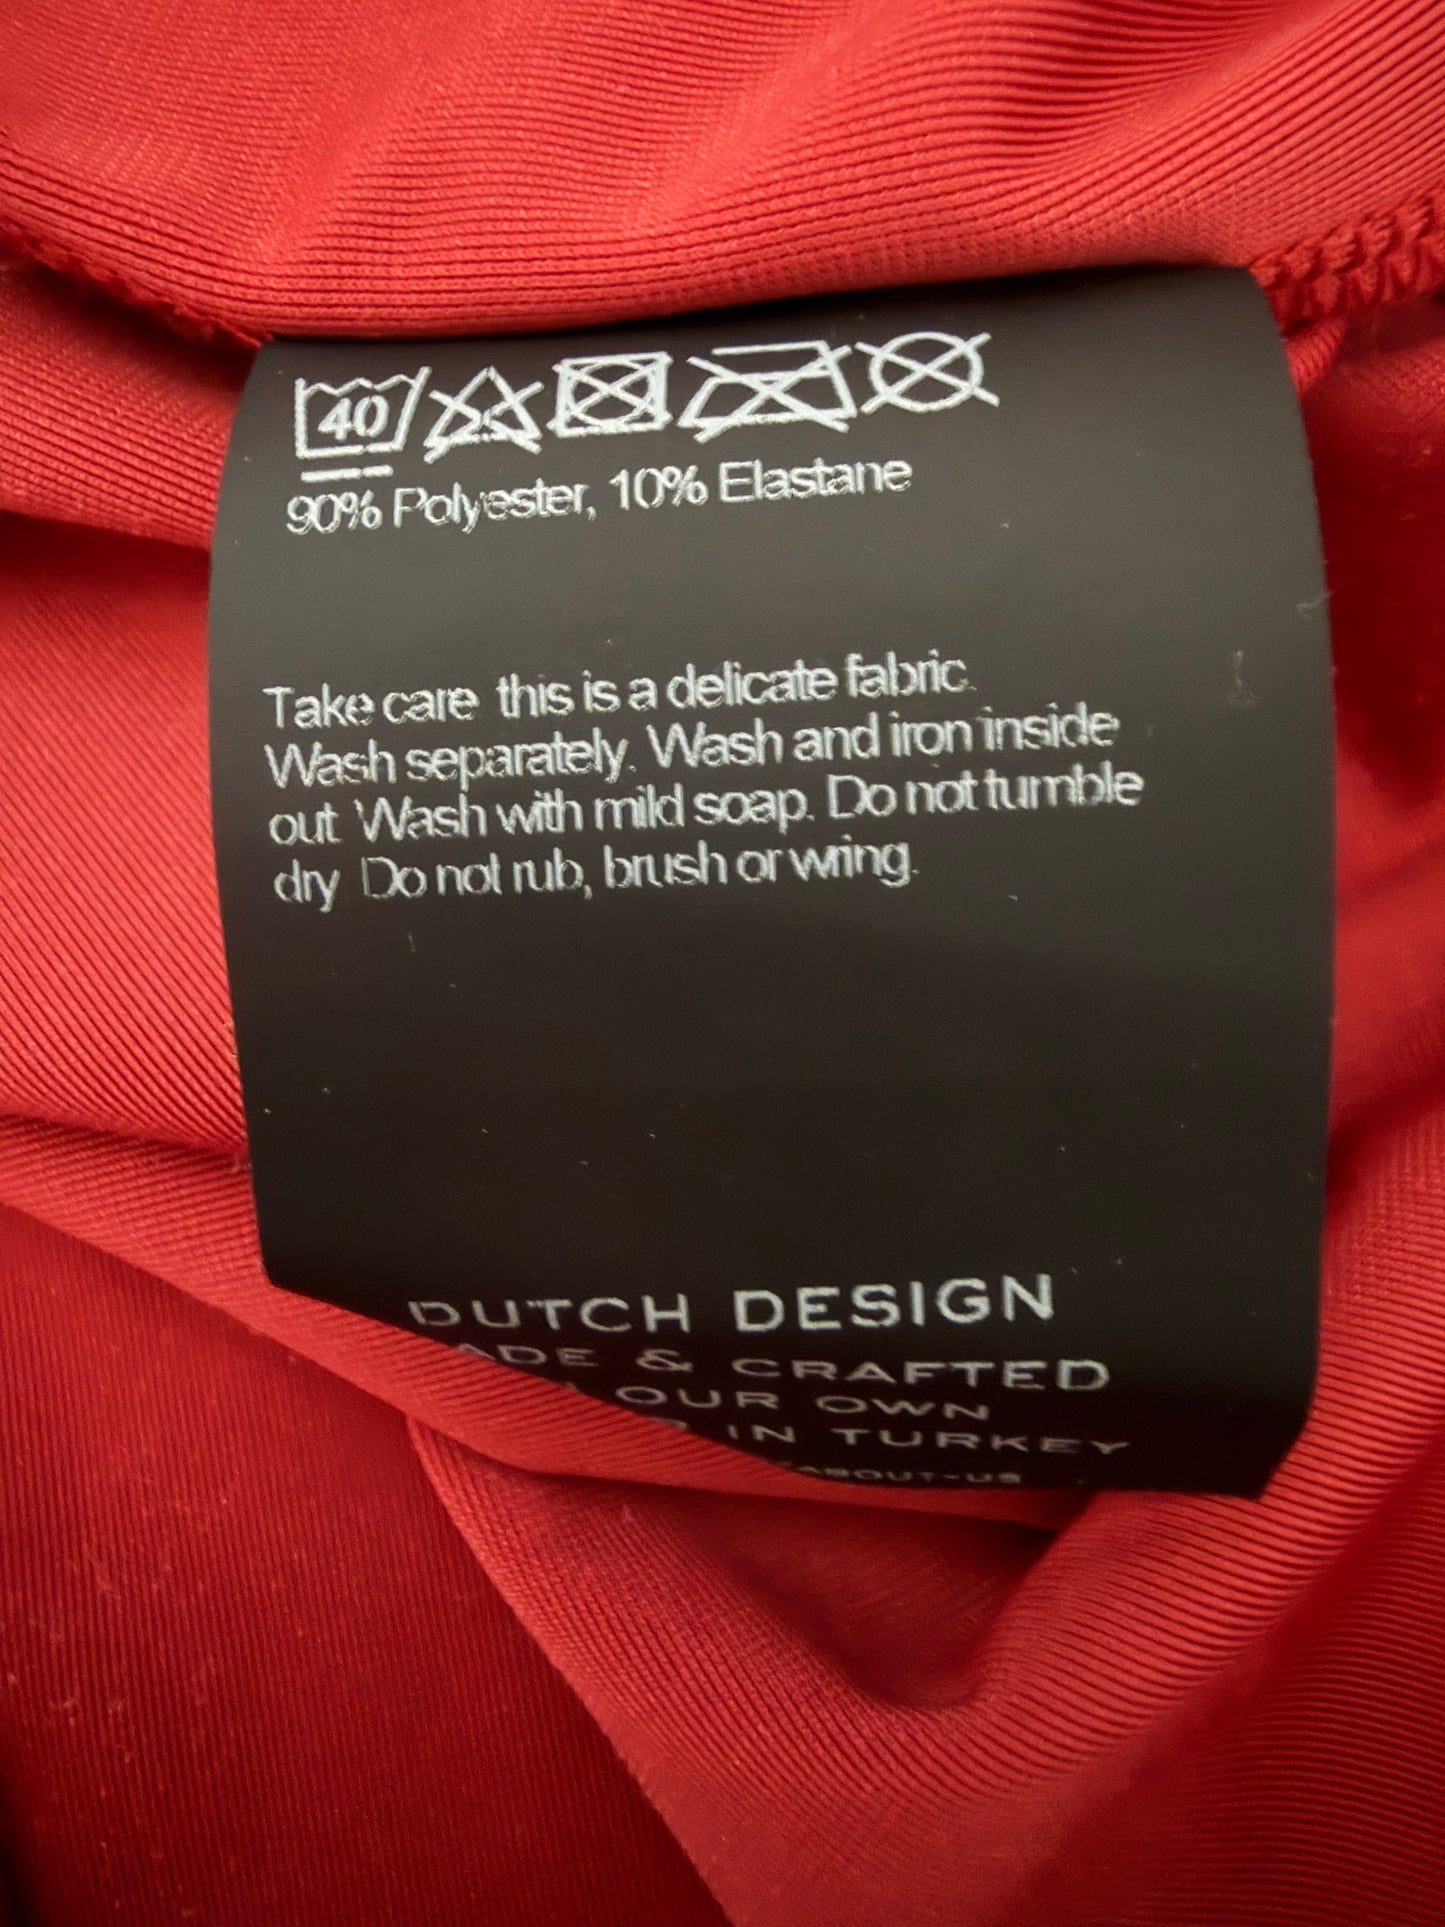 40
90% Polyester, 10% Elastane
Take care this is a delicate fabric.
Wash separately. Wash and iron inside
out Wash with mild soap. Do not tumble
dry Do not rub, brush or wring.
DUTCH DESIGN
& CRAFTED
OUR OWN
IN TURKEY
ABOUT-US